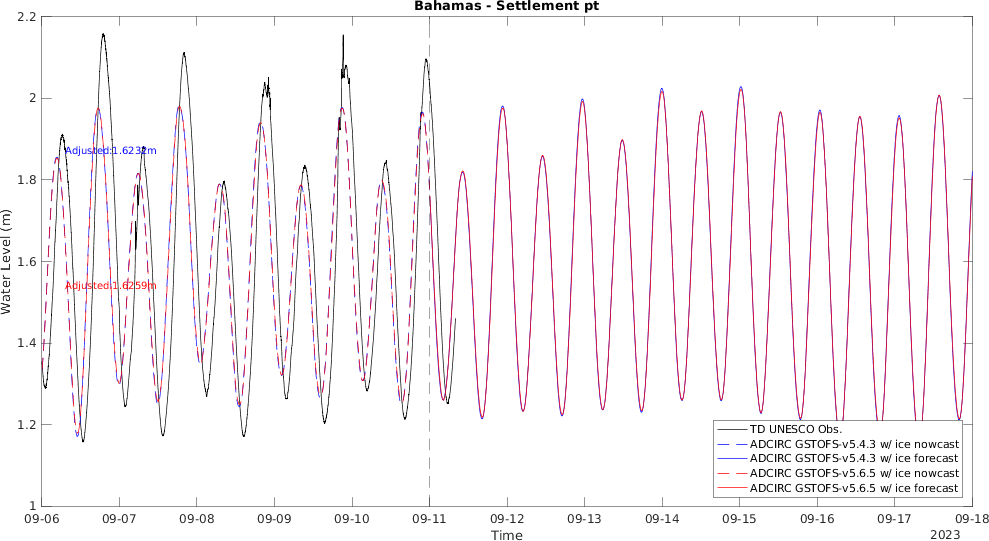 Bahamas - Settlement pt
2.2
2
1.8
1.6
1.4
1.2
1
Water Level (m)
Adjusted:1.6232m
Adjusted:1.6259m
TD UNESCO Obs.
ADCIRC GSTOFS-v5.4.3 w/ ice nowcast
ADCIRC GSTOFS-v5.4.3 w/ ice forecast
ADCIRC GSTOFS-v5.6.5 w/ ice nowcast
ADCIRC GSTOFS-v5.6.5 w/ ice forecast
09-06 09-07 09-08 09-09 09-10 09-11 09-12 09-13 09-14 09-15 09-16 09-17 09-18
Time
2023